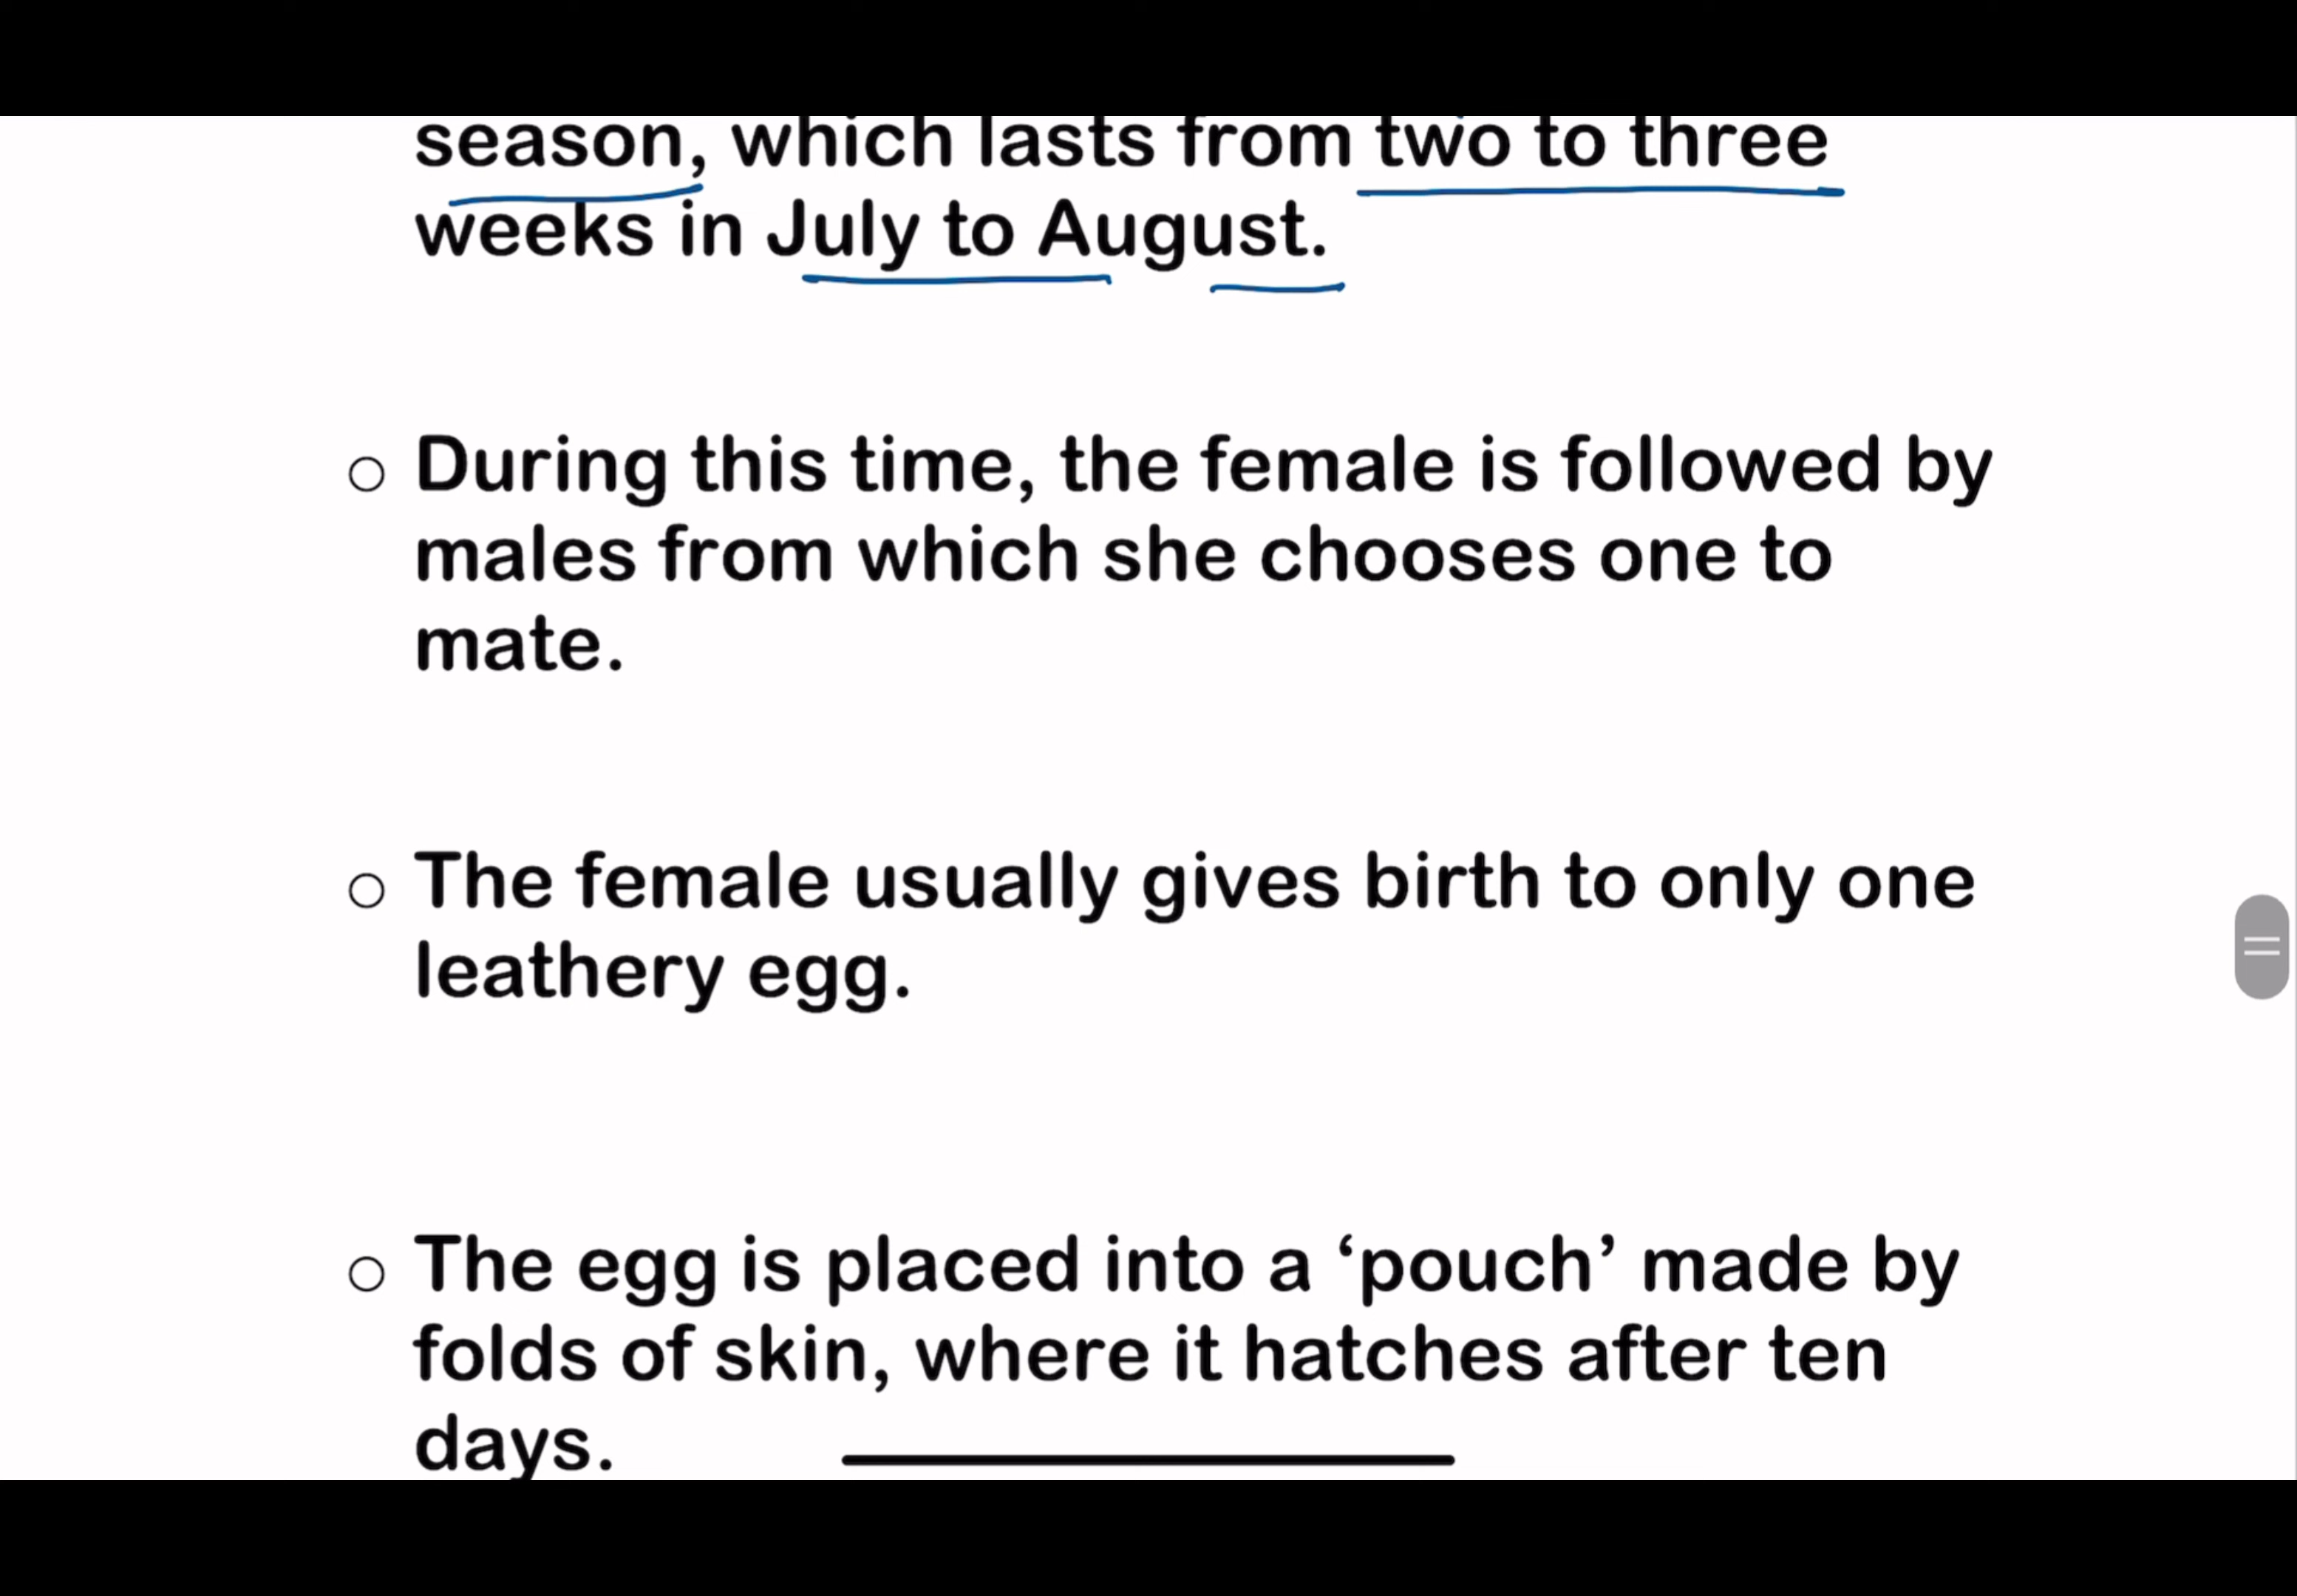 season, which lasts from two to three
weeks in July to August.
○ During this time, the female is followed by
males from which she chooses one to
mate.
○ The female usually gives birth to only one
leathery egg.
○ The egg is placed into a ‘pouch’ made by
folds of skin, where it hatches after ten
days.